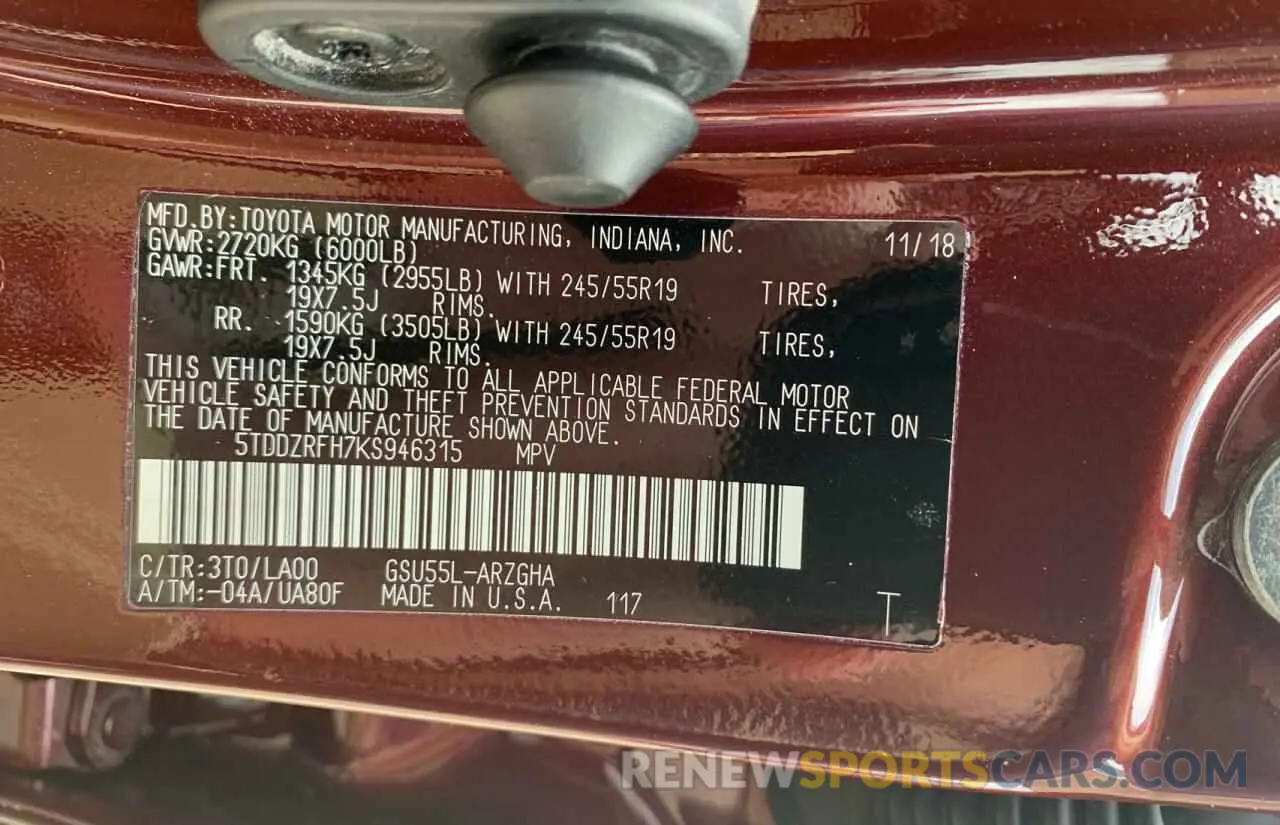 MFD.BY:TOYOTA MOTOR MANUFACTURING, INDIANA, INC. 11/18
GVWR:2720KG (6000LB)
GAWR:FRT. 1345KG (2955LB) WITH 245/55R19 TIRES,
19X7.5J RIMS.
RR. 1590KG (3505LB) WITH 245/55R19 TIRES,
19X7.5J RIMS.
THIS VEHICLE CONFORMS TO ALL APPLICABLE FEDERAL MOTOR
VEHICLE SAFETY AND THEFT PREVENTION STANDARDS IN EFFECT ON
THE DATE OF MANUFACTURE SHOWN ABOVE.
5TDDZRFH7KS946315 MPV
C/TR:3T0/LA00 GSU55L-ARZGHA
A/TM:-04A/UA80F MADE IN U.S.A. 117 T
RENEWSPORTSCARS.COM